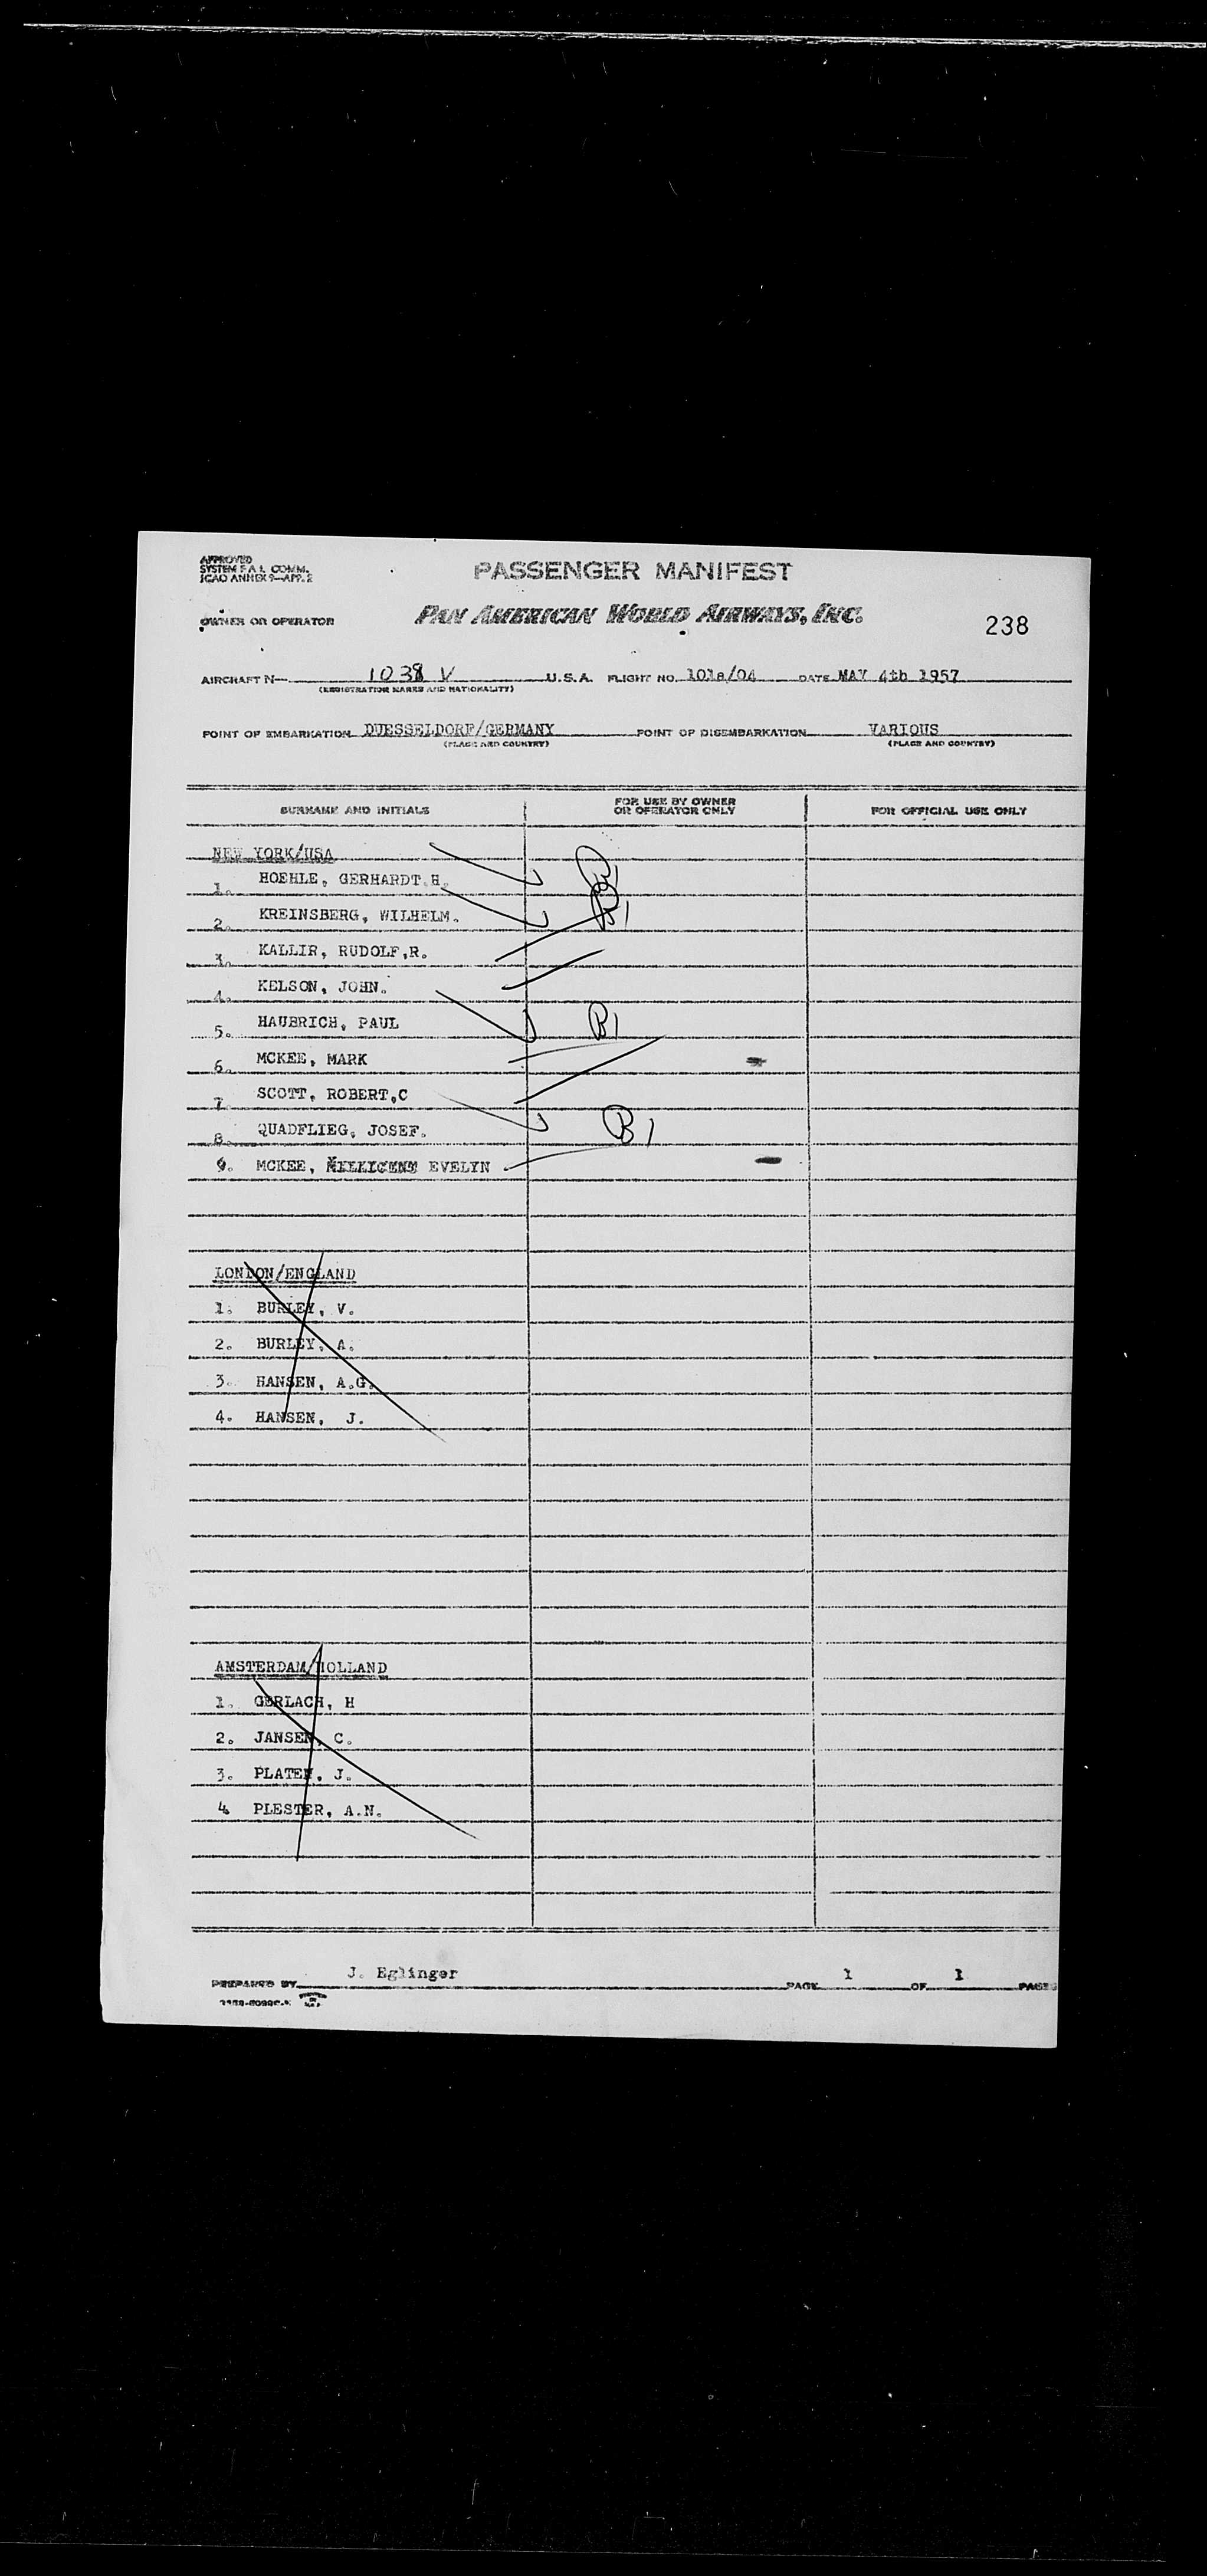 APPROVED
SYSTEM F A L COMM.
ICAO ANNEX 9—APP. 2
PASSENGER MANIFEST
OWNER OR OPERATOR
PAN AMERICAN WORLD AIRWAYS, INC.
238
AIRCRAFT N— 1038 V U.S.A. FLIGHT NO. 101a/04 DATE MAY 4th 1957
(REGISTRATION MARKS AND NATIONALITY)
POINT OF EMBARKATION DUESSELDORF/GERMANY POINT OF DISEMBARKATION VARIOUS
(PLACE AND COUNTRY) (PLACE AND COUNTRY)
SURNAME AND INITIALS FOR USE BY OWNER OR OPERATOR ONLY FOR OFFICIAL USE ONLY
NEW YORK/USA
1. HOEHLE, GERHARDT.H.
2. KREINSBERG, WILHELM.
3. KALLIR, RUDOLF,R.
4. KELSON, JOHN.
5. HAUBRICH, PAUL B1
6. MCKEE, MARK
7. SCOTT, ROBERT,C
8. QUADFLIEG, JOSEF. B1
9. MCKEE, EVELYN
LONDON/ENGLAND
1. BURLEY, V.
2. BURLEY, A.
3. HANSEN, A.G.
4. HANSEN, J.
AMSTERDAM/HOLLAND
1. GERLACH, H
2. JANSEN, C.
3. PLATEN, J.
4. PLESTER, A.N.
PREPARED BY J. Eglinger PAGE 1 OF 1 PAGES